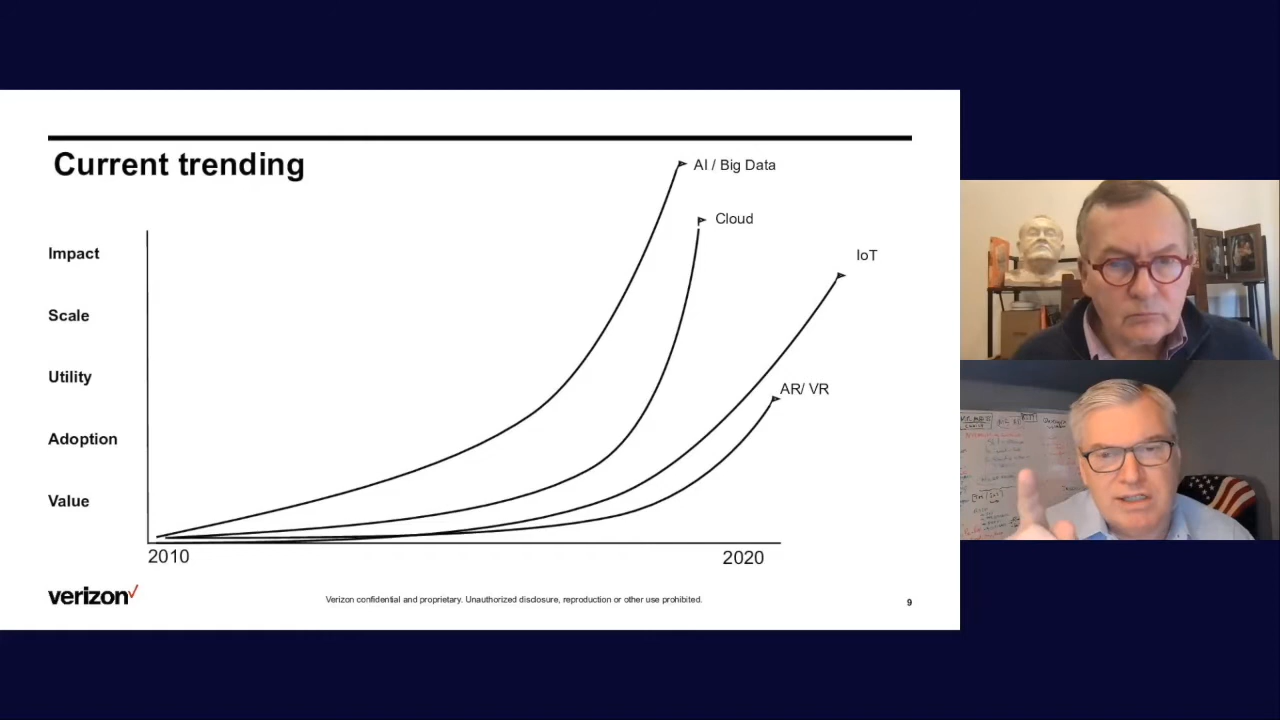 Current trending
AI / Big Data
Cloud
IoT
AR/ VR
Impact
Scale
Utility
Adoption
Value
2010
2020
verizon
Verizon confidential and proprietary. Unauthorized disclosure, reproduction or other use prohibited.
9